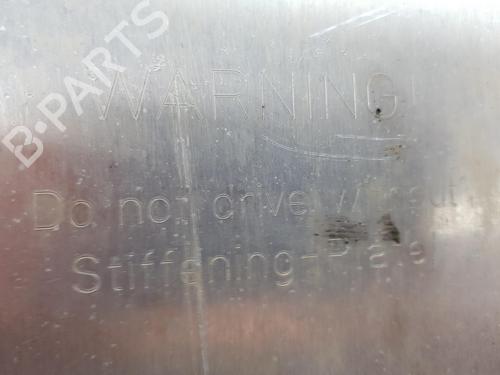 B-PARTS
WARNING!
Do not drive without
Stiffening-Plate!